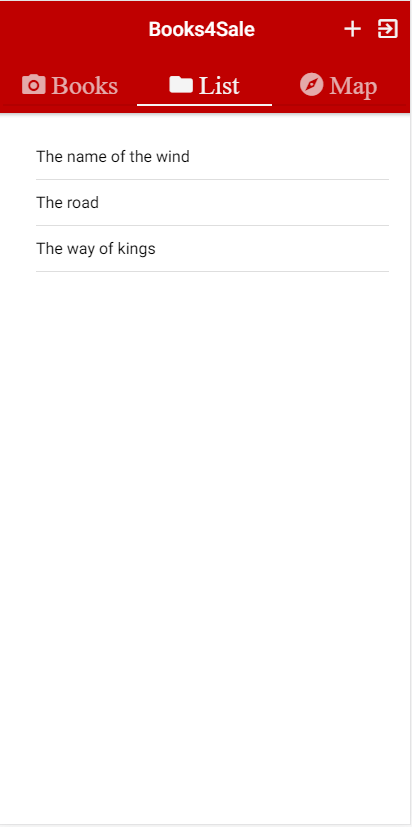 Books4Sale
Books List Map
The name of the wind
The road
The way of kings